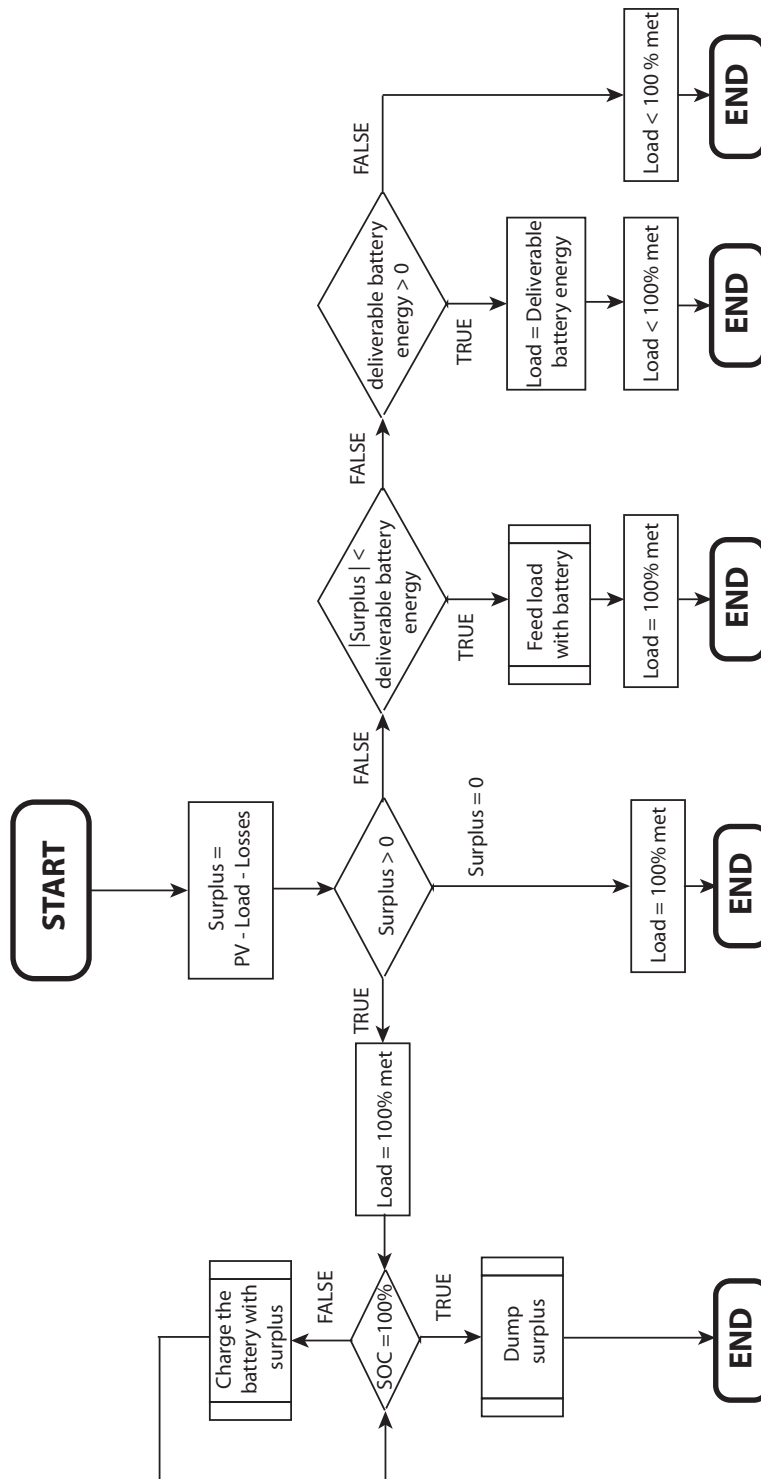 START
Surplus =
PV - Load - Losses
Surplus > 0
TRUE
FALSE
Surplus = 0
Load = 100% met
SOC =100%
FALSE
TRUE
Charge the
battery with
surplus
Dump
surplus
END
Load = 100% met
END
|Surplus | <
deliverable battery
energy
TRUE
FALSE
Feed load
with battery
Load = 100% met
END
deliverable battery
energy > 0
TRUE
FALSE
Load = Deliverable
battery energy
Load < 100% met
END
Load < 100 % met
END